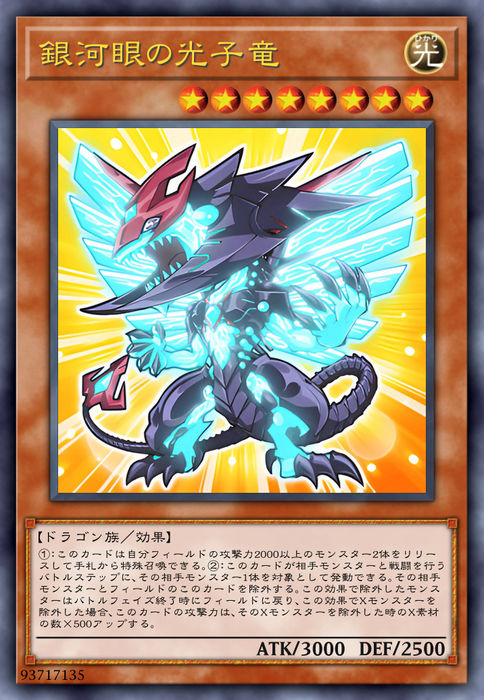 銀河眼の光子竜
ひかり
光
【ドラゴン族／効果】
①：このカードは自分フィールドの攻撃力2000以上のモンスター2体をリリー
スして手札から特殊召喚できる。②：このカードが相手モンスターと戦闘を行う
バトルステップに、その相手モンスター1体を対象として発動できる。その相手
モンスターとフィールドのこのカードを除外する。この効果で除外したモンス
ターはバトルフェイズ終了時にフィールドに戻り、この効果でXモンスターを
除外した場合、このカードの攻撃力は、そのXモンスターを除外した時のX素材
の数×500アップする。
ATK/3000 DEF/2500
93717135